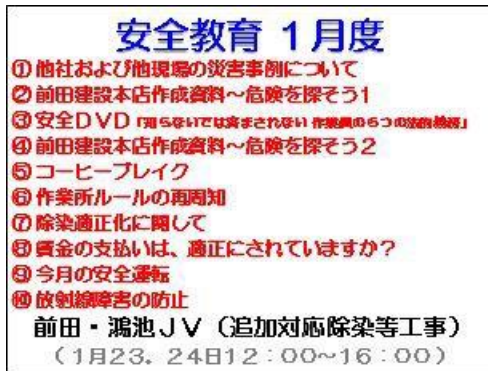 安全教育 1月度
①他社および他現場の災害事例について
②前田建設本店作成資料～危険を探そう1
③安全DVD「知らないでは済まされない 作業員の6つの法的義務」
④前田建設本店作成資料～危険を探そう2
⑤コーヒーブレイク
⑥作業所ルールの再周知
⑦除染適正化に関して
⑧賃金の支払いは、適正にされていますか？
⑨今月の安全運転
⑩放射線障害の防止
前田・鴻池JV（追加対応除染等工事）
（1月23．24日12：00~16：00）